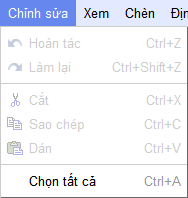 Chỉnh sửa Xem Chèn Địn
Hoàn tác Ctrl+Z
Làm lại Ctrl+Shift+Z
Cắt Ctrl+X
Sao chép Ctrl+C
Dán Ctrl+V
Chọn tất cả Ctrl+A